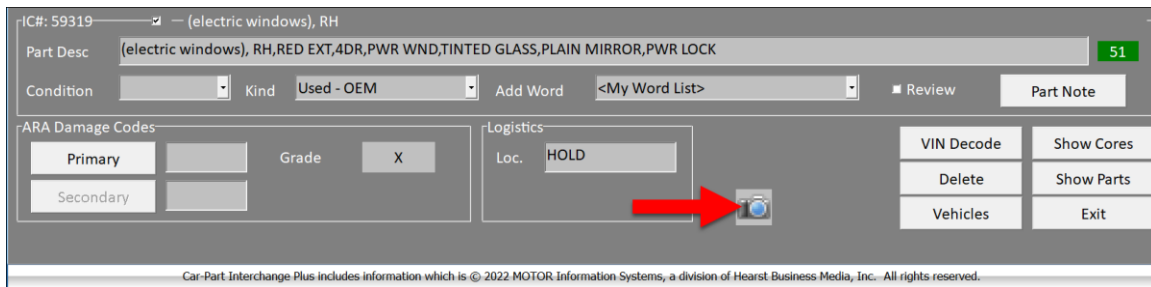 IC#: 59319 — (electric windows), RH
Part Desc (electric windows), RH,RED EXT,4DR,PWR WND,TINTED GLASS,PLAIN MIRROR,PWR LOCK 51
Condition Kind Used - OEM Add Word <My Word List> Review Part Note
ARA Damage Codes Logistics
Primary Grade X Loc. HOLD VIN Decode Show Cores
Secondary Delete Show Parts
Vehicles Exit
Car-Part Interchange Plus includes information which is © 2022 MOTOR Information Systems, a division of Hearst Business Media, Inc. All rights reserved.